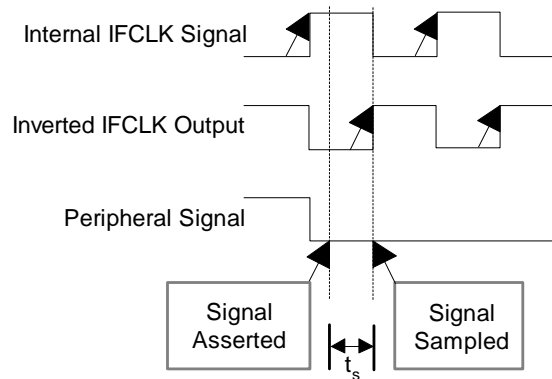 Internal IFCLK Signal
Inverted IFCLK Output
Peripheral Signal
Signal
Asserted
Signal
Sampled
ts